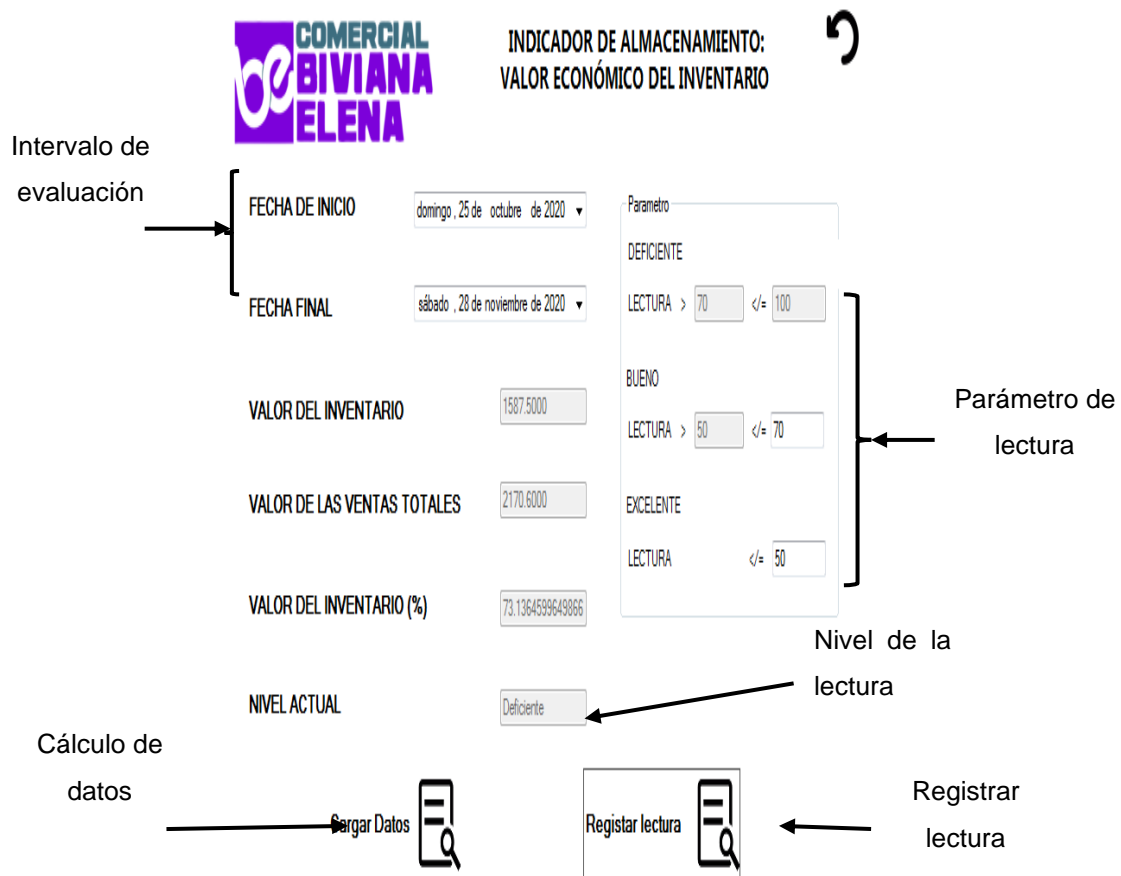 COMERCIAL
BIVIANA
ELENA
be
INDICADOR DE ALMACENAMIENTO:
VALOR ECONÓMICO DEL INVENTARIO
Intervalo de
evaluación
FECHA DE INICIO
domingo , 25 de octubre de 2020
FECHA FINAL
sábado , 28 de noviembre de 2020
Parametro
DEFICIENTE
LECTURA > 70 </= 100
BUENO
LECTURA > 50 </= 70
EXCELENTE
LECTURA </= 50
Parámetro de
lectura
VALOR DEL INVENTARIO 1587.5000
VALOR DE LAS VENTAS TOTALES 2170.6000
VALOR DEL INVENTARIO (%) 73.1364599649866
Nivel de la
lectura
NIVEL ACTUAL Deficiente
Cálculo de
datos
Cargar Datos
Registar lectura
Registrar
lectura